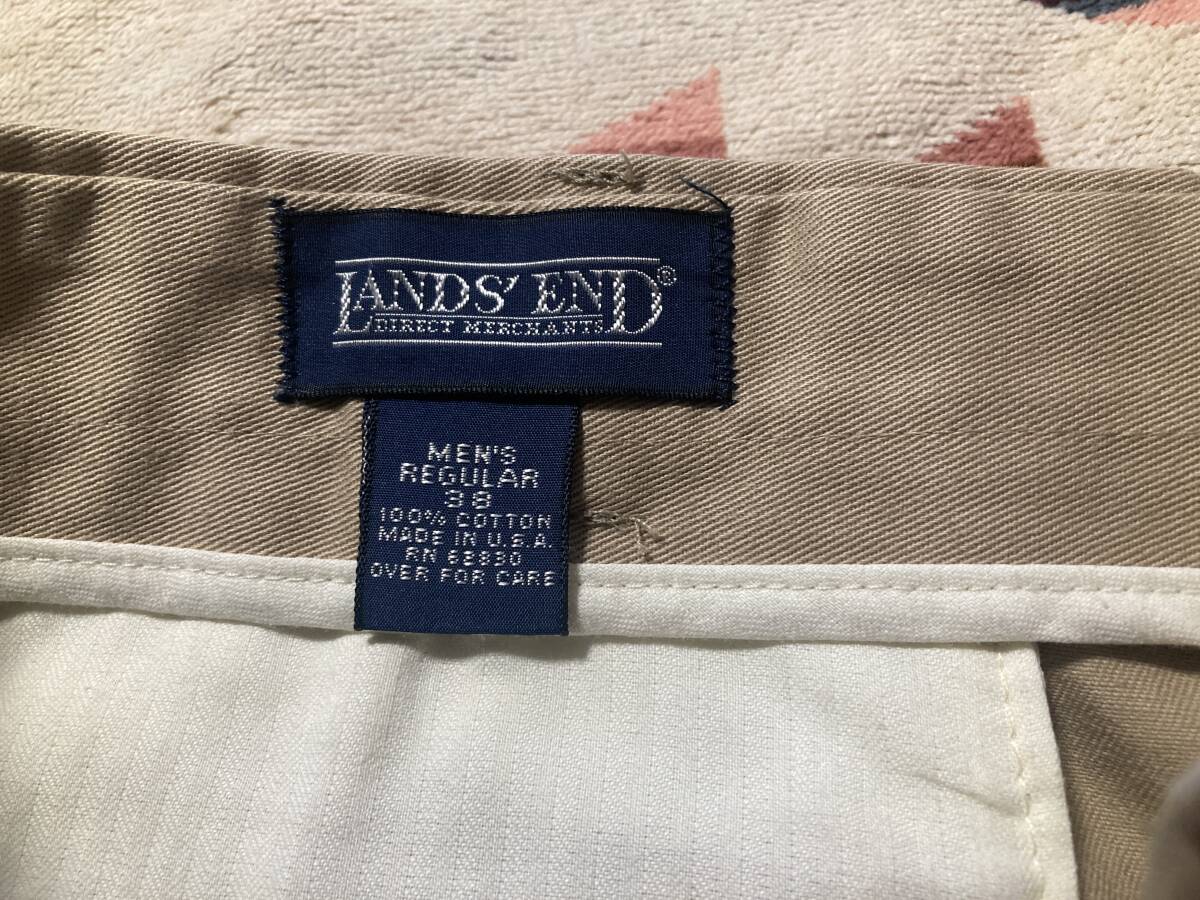 LANDS' END®
DIRECT MERCHANTS
MEN'S
REGULAR
38
100% COTTON
MADE IN U.S.A.
RN 63830
OVER FOR CARE